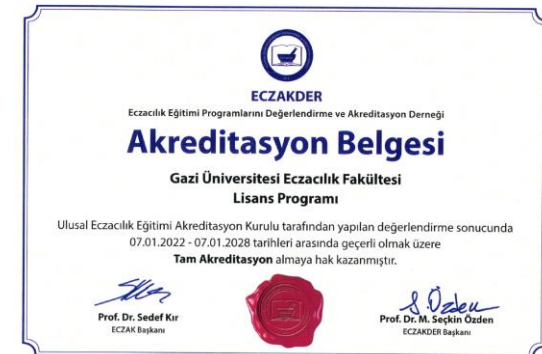 ECZAKDER
Eczacılık Eğitimi Programlarını Değerlendirme ve Akreditasyon Derneği
Akreditasyon Belgesi
Gazi Üniversitesi Eczacılık Fakültesi
Lisans Programı
Ulusal Eczacılık Eğitimi Akreditasyon Kurulu tarafından yapılan değerlendirme sonucunda
07.01.2022 - 07.01.2028 tarihleri arasında geçerli olmak üzere
Tam Akreditasyon almaya hak kazanmıştır.
S. Özden
Prof. Dr. Sedef Kır
ECZAK Başkanı
Prof. Dr. M. Seçkin Özden
ECZAKDER Başkanı